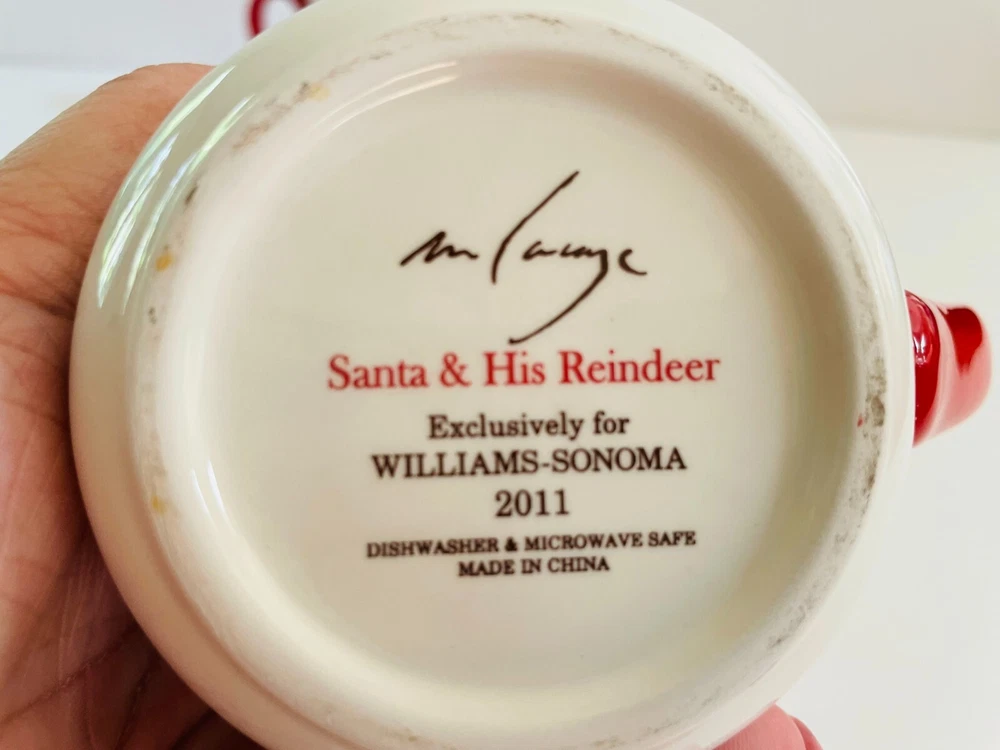 Santa & His Reindeer
Exclusively for
WILLIAMS-SONOMA
2011
DISHWASHER & MICROWAVE SAFE
MADE IN CHINA